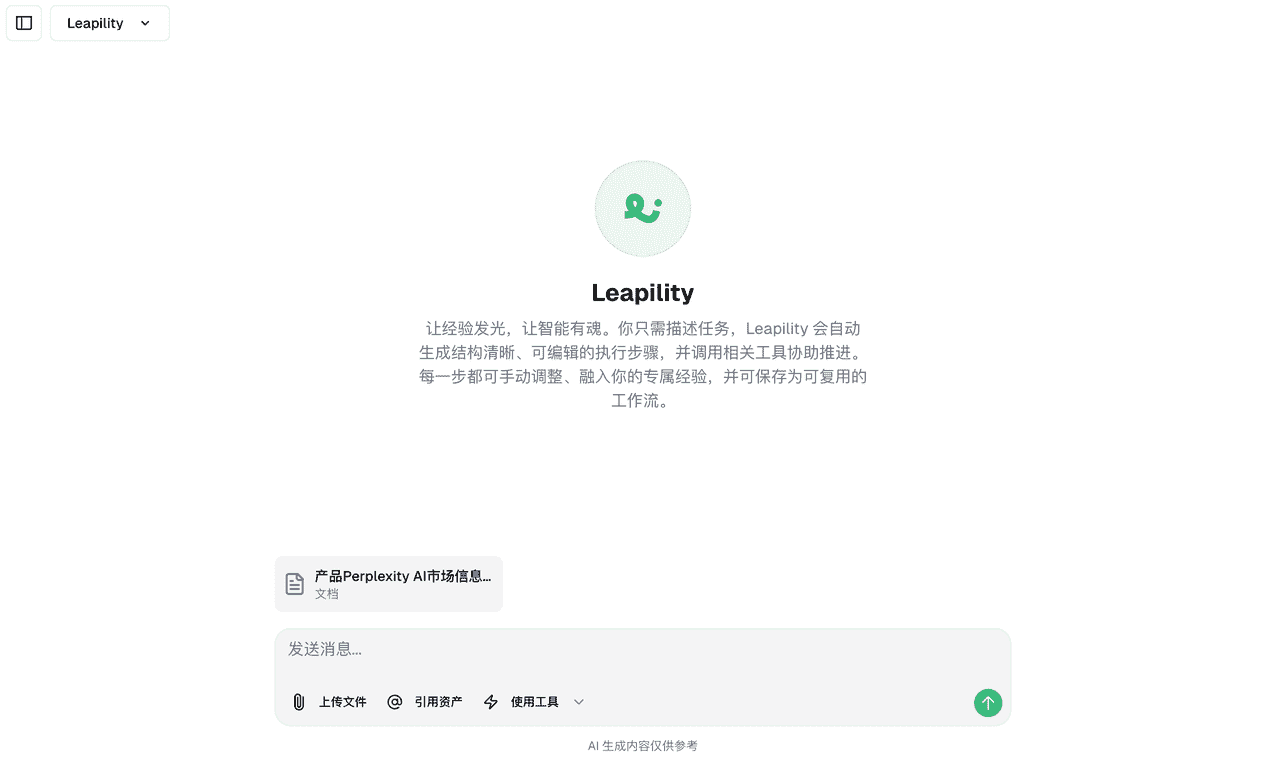 Leapility
Leapility
让经验发光，让智能有魂。你只需描述任务，Leapility 会自动
生成结构清晰、可编辑的执行步骤，并调用相关工具协助推进。
每一步都可手动调整、融入你的专属经验，并可保存为可复用的
工作流。
产品Perplexity AI市场信息...
文档
发送消息...
上传文件 引用资产 使用工具
AI 生成内容仅供参考